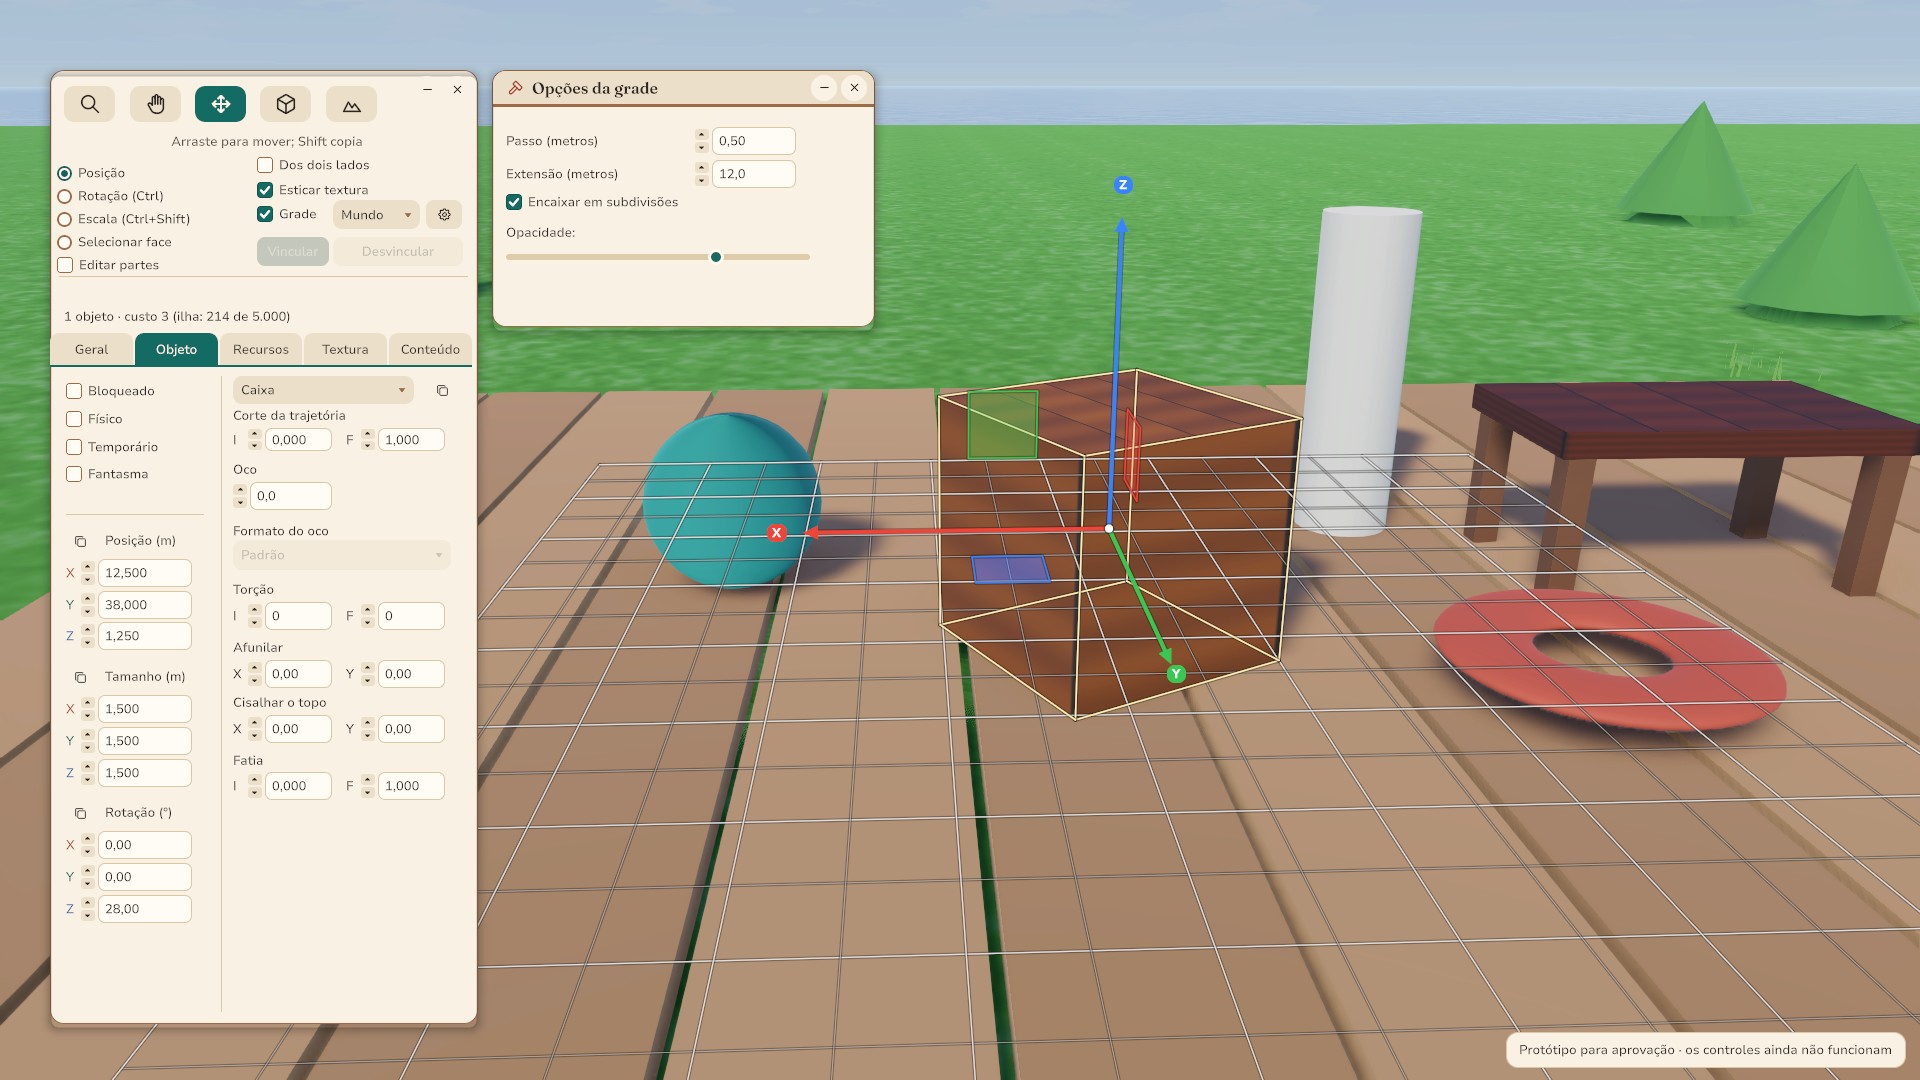 Arraste para mover; Shift copia
Posição
Rotação (Ctrl)
Escala (Ctrl+Shift)
Selecionar face
Editar partes
Dos dois lados
Esticar textura
Grade
Mundo
Vincular
Desvincular
1 objeto · custo 3 (ilha: 214 de 5.000)
Geral
Objeto
Recursos
Textura
Conteúdo
Bloqueado
Físico
Temporário
Fantasma
Posição (m)
X 12,500
Y 38,000
Z 1,250
Tamanho (m)
X 1,500
Y 1,500
Z 1,500
Rotação (°)
X 0,00
Y 0,00
Z 28,00
Caixa
Corte da trajetória
I 0,000 F 1,000
Oco
0,0
Formato do oco
Padrão
Torção
I 0 F 0
Afunilar
X 0,00 Y 0,00
Cisalhar o topo
X 0,00 Y 0,00
Fatia
I 0,000 F 1,000
Opções da grade
Passo (metros) 0,50
Extensão (metros) 12,0
Encaixar em subdivisões
Opacidade:
Z
X
Y
Protótipo para aprovação · os controles ainda não funcionam